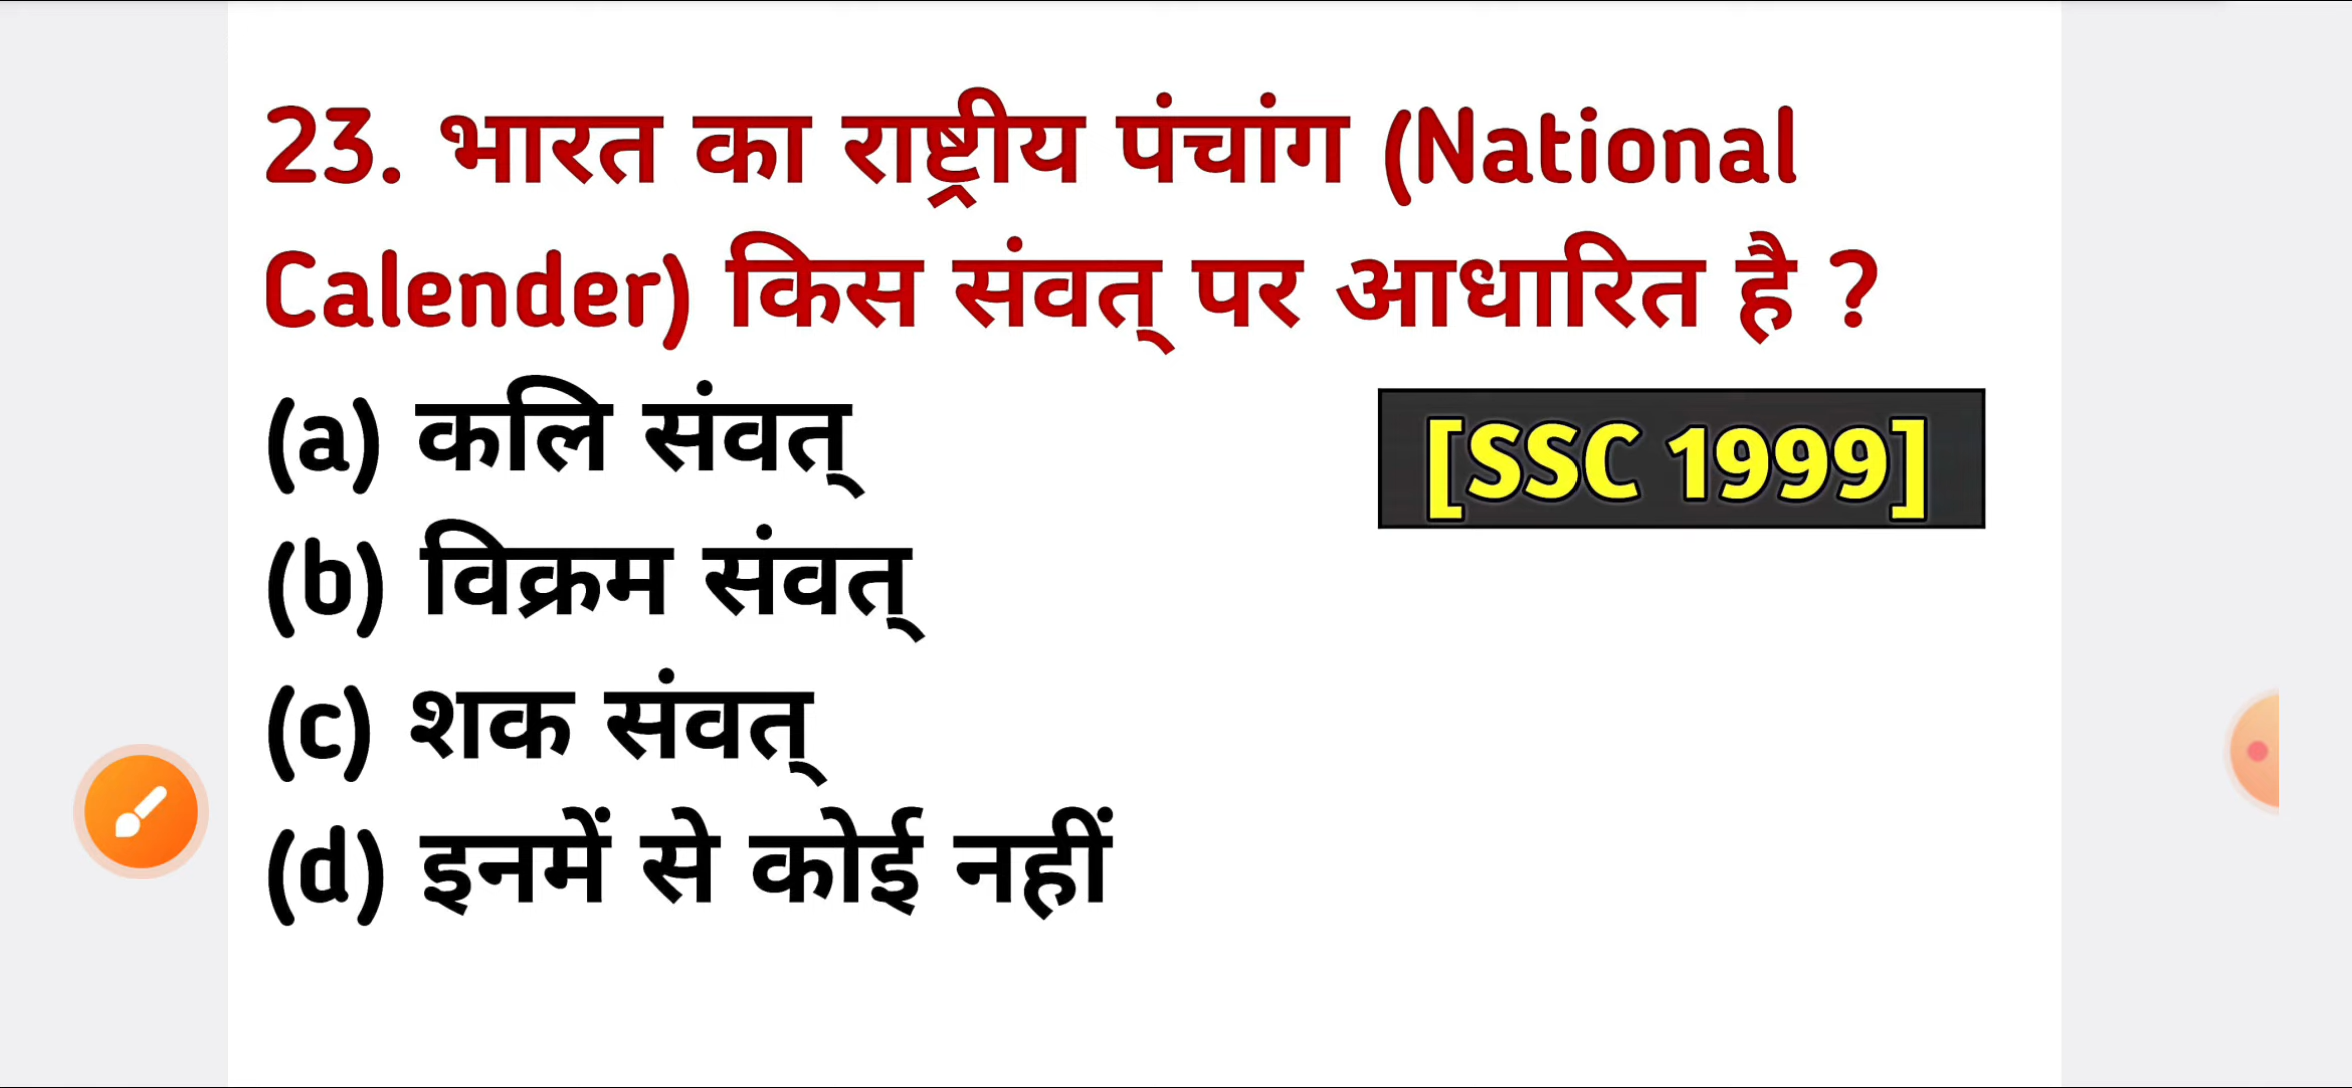 23. भारत का राष्ट्रीय पंचांग (National
Calender) किस संवत् पर आधारित है ?
(a) कलि संवत्
[SSC 1999]
(b) विक्रम संवत्
(c) शक संवत्
(d) इनमें से कोई नहीं